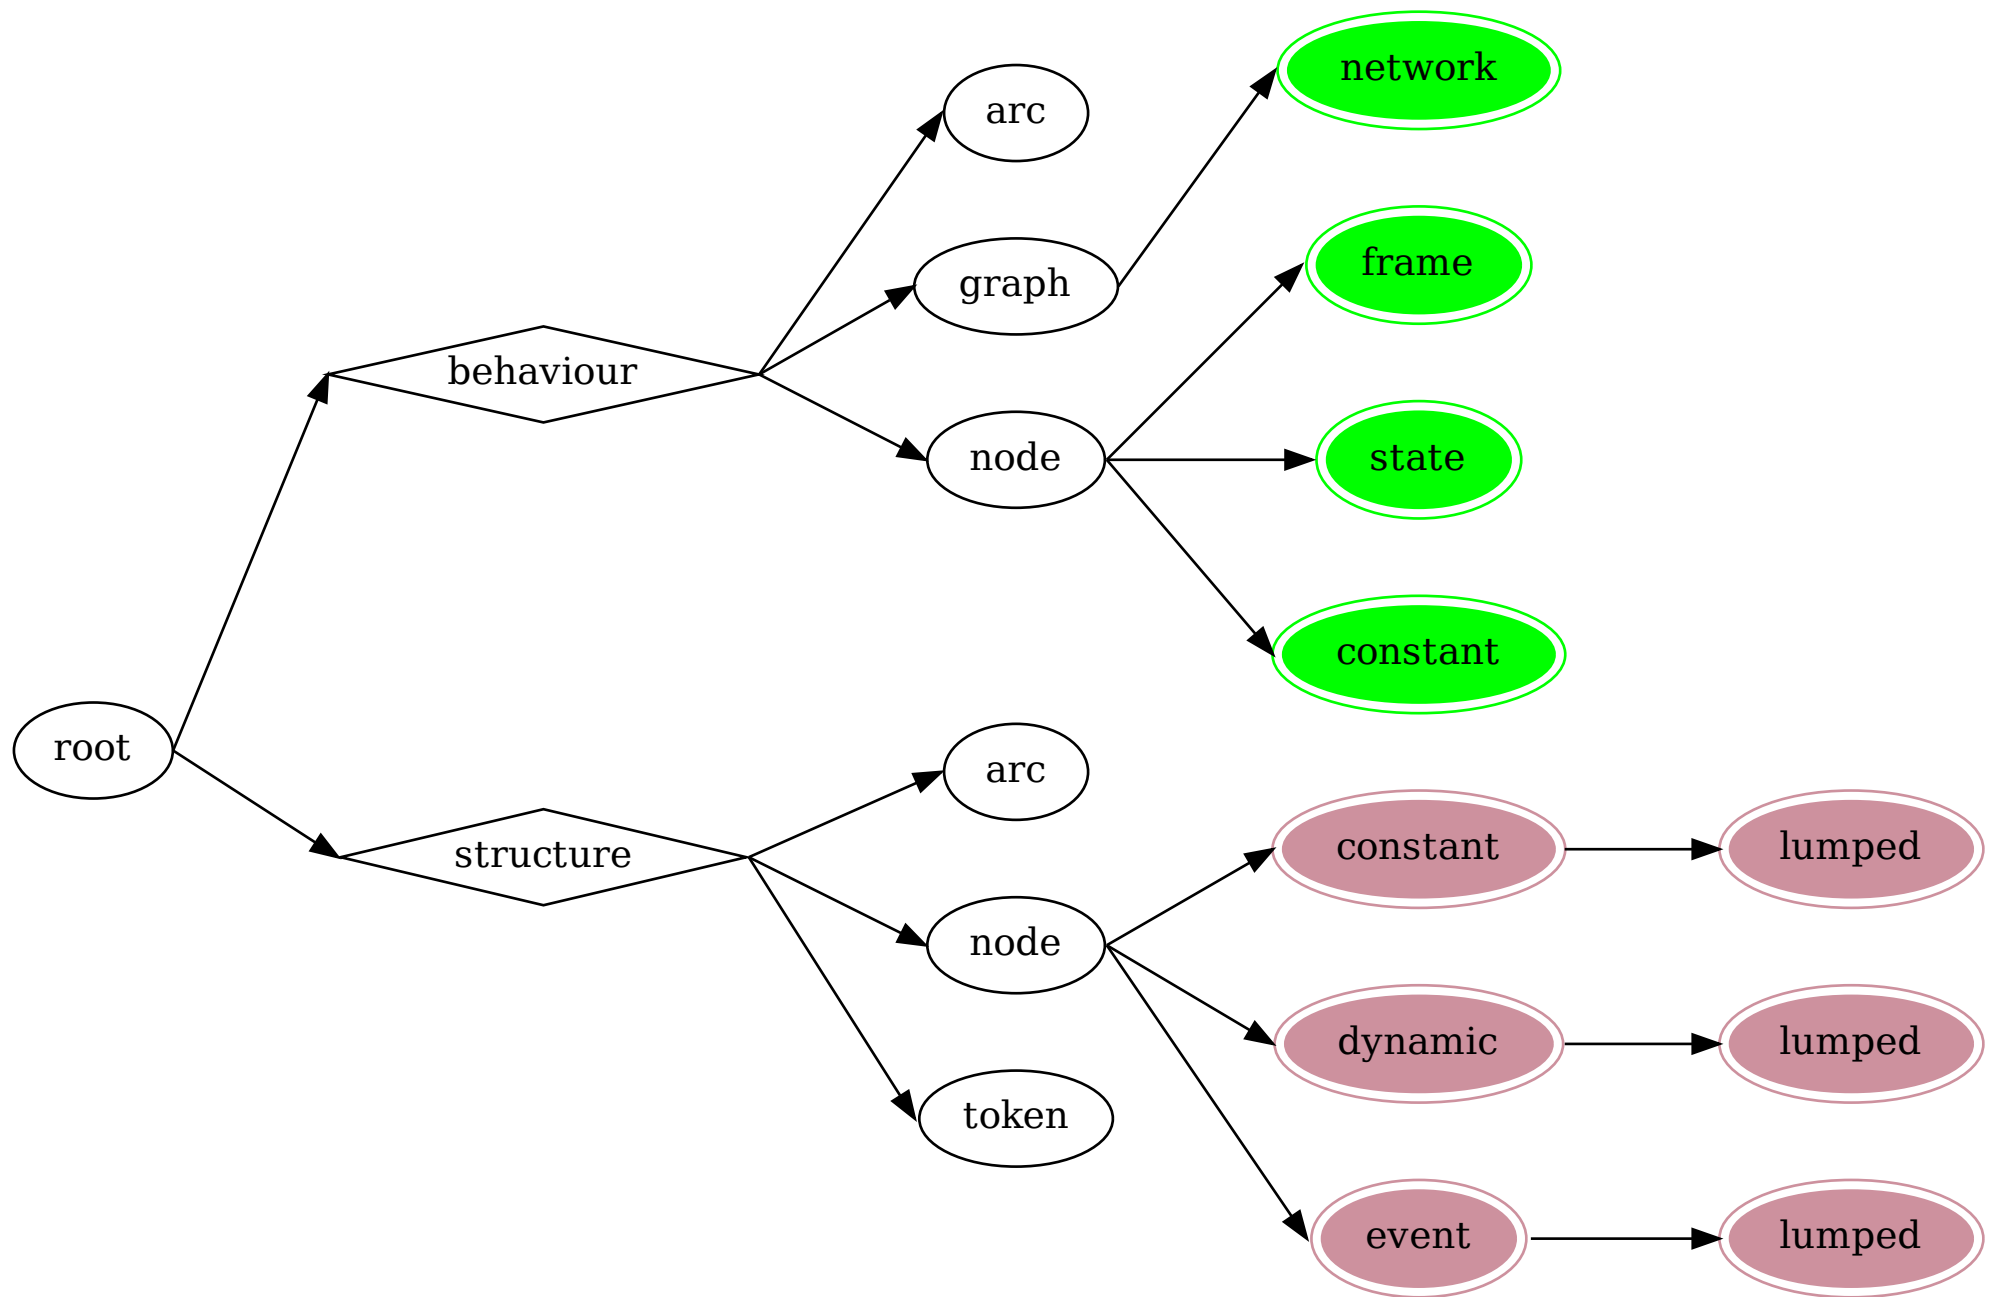 network
arc
frame
graph
behaviour
state
node
constant
root
arc
constant
lumped
structure
node
dynamic
lumped
token
event
lumped